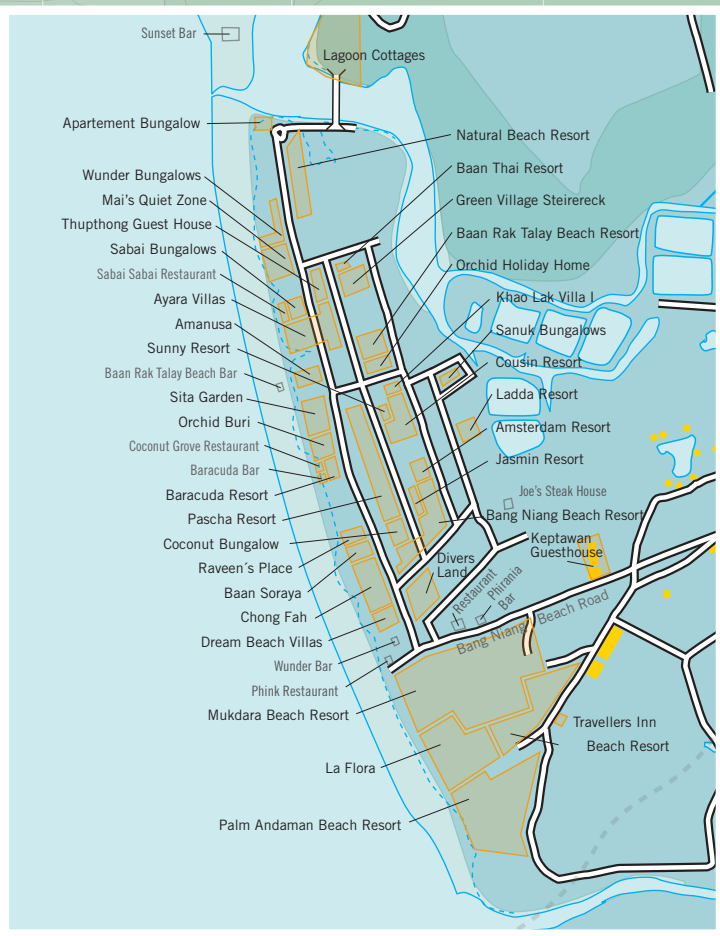 Sunset Bar
Lagoon Cottages
Apartement Bungalow
Natural Beach Resort
Baan Thai Resort
Wunder Bungalows
Mai's Quiet Zone
Green Village Steirereck
Thupthong Guest House
Baan Rak Talay Beach Resort
Sabai Bungalows
Orchid Holiday Home
Sabai Sabai Restaurant
Ayara Villas
Khao Lak Villa I
Amanusa
Sanuk Bungalows
Sunny Resort
Cousin Resort
Baan Rak Talay Beach Bar
Sita Garden
Ladda Resort
Orchid Buri
Amsterdam Resort
Coconut Grove Restaurant
Jasmin Resort
Baracuda Bar
Baracuda Resort
Joe's Steak House
Pascha Resort
Bang Niang Beach Resort
Coconut Bungalow
Keptawan
Guesthouse
Raveen´s Place
Divers
Land
Baan Soraya
Restaurant
Phirania
Bar
Chong Fah
Bang Niang Beach Road
Dream Beach Villas
Wunder Bar
Phink Restaurant
Mukdara Beach Resort
Travellers Inn
Beach Resort
La Flora
Palm Andaman Beach Resort